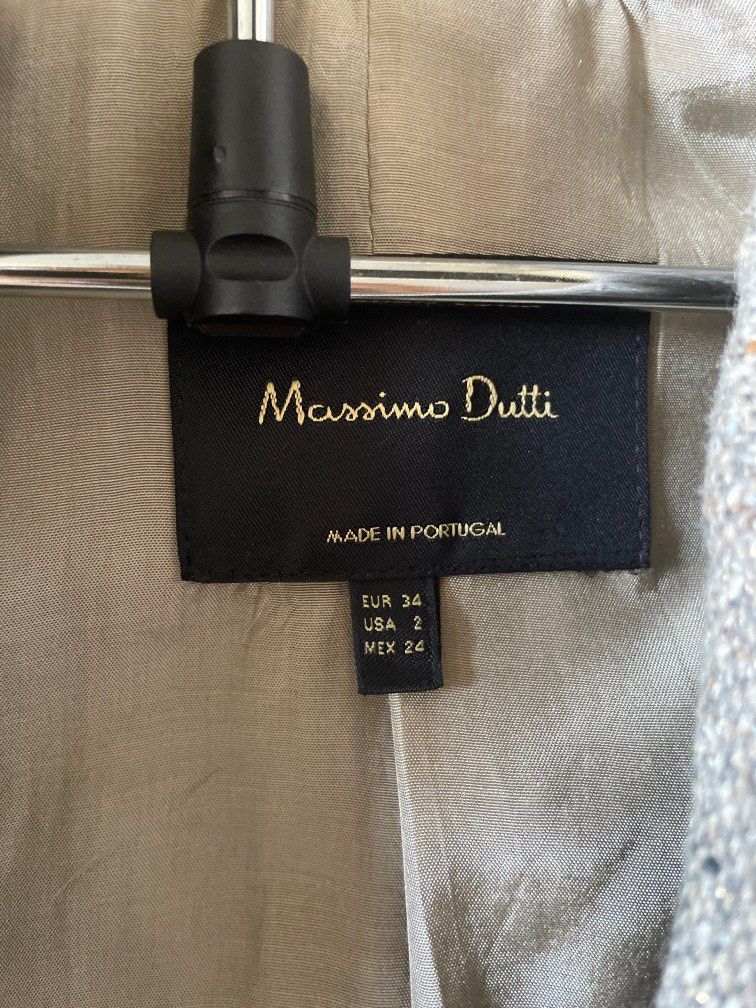 Massimo Dutti
MADE IN PORTUGAL
EUR 34
USA 2
MEX 24